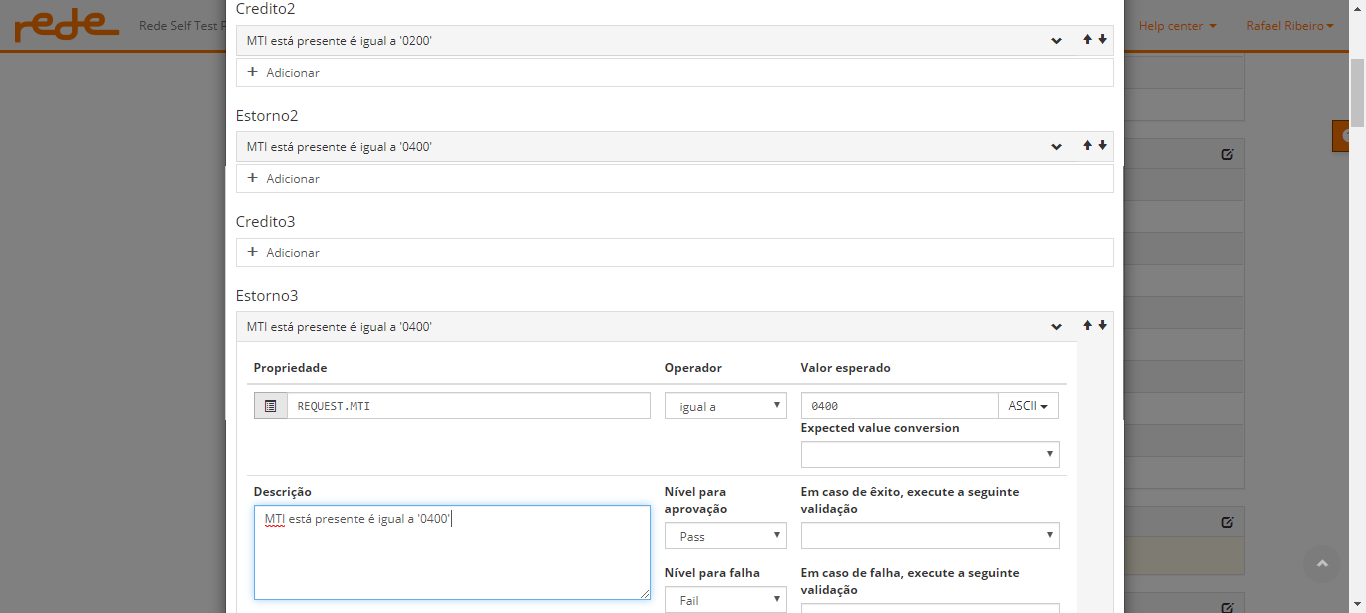 rede
Rede Self Test
Help center
Rafael Ribeiro
Credito2
MTI está presente é igual a '0200'
+ Adicionar
Estorno2
MTI está presente é igual a '0400'
+ Adicionar
Credito3
+ Adicionar
Estorno3
MTI está presente é igual a '0400'
Propriedade Operador Valor esperado
REQUEST.MTI igual a 0400 ASCII
Expected value conversion
Descrição
MTI está presente é igual a '0400'
Nível para
aprovação
Pass
Em caso de êxito, execute a seguinte
validação
Nível para falha
Fail
Em caso de falha, execute a seguinte
validação